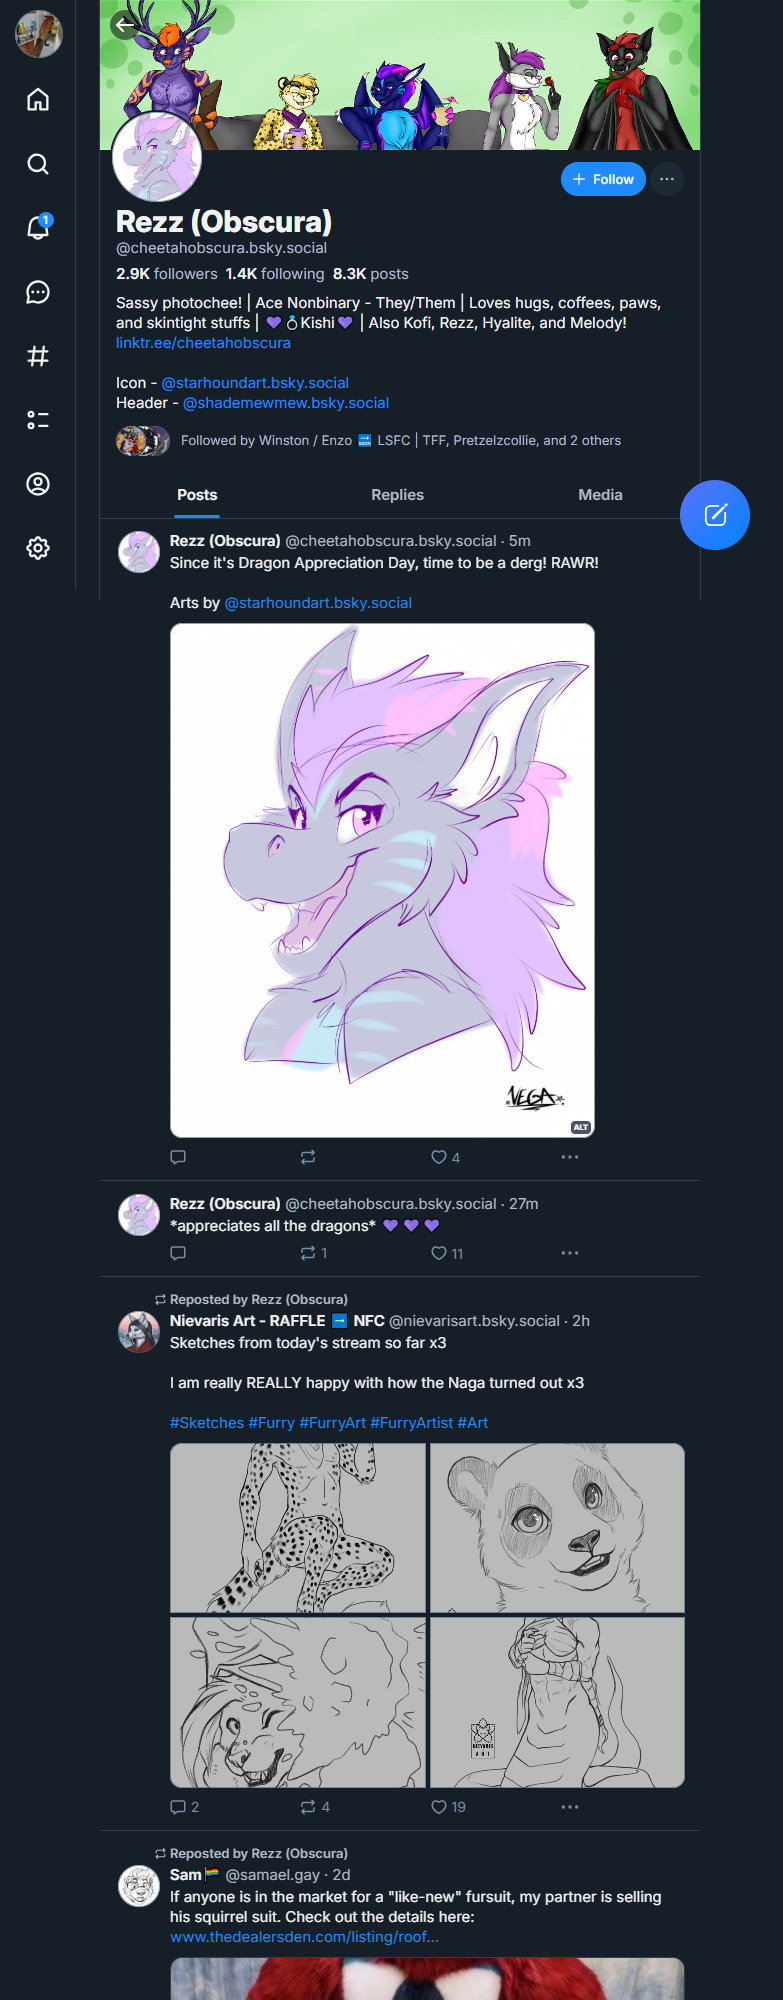 1
+ Follow
Rezz (Obscura)
@cheetahobscura.bsky.social
2.9K followers 1.4K following 8.3K posts
Sassy photochee! | Ace Nonbinary - They/Them | Loves hugs, coffees, paws,
and skintight stuffs | 💜💍Kishi💜 | Also Kofi, Rezz, Hyalite, and Melody!
linktr.ee/cheetahobscura
Icon - @starhoundart.bsky.social
Header - @shademewmew.bsky.social
Followed by Winston / Enzo 🔜 LSFC | TFF, Pretzelzcollie, and 2 others
Posts Replies Media
Rezz (Obscura) @cheetahobscura.bsky.social · 5m
Since it's Dragon Appreciation Day, time to be a derg! RAWR!
Arts by @starhoundart.bsky.social
NEGA
ALT
4
Rezz (Obscura) @cheetahobscura.bsky.social · 27m
*appreciates all the dragons* 💜💜💜
1 11
Reposted by Rezz (Obscura)
Nievaris Art - RAFFLE ➡️ NFC @nievarisart.bsky.social · 2h
Sketches from today's stream so far x3
I am really REALLY happy with how the Naga turned out x3
#Sketches #Furry #FurryArt #FurryArtist #Art
NIEVARIS
ART
2 4 19
Reposted by Rezz (Obscura)
Sam🏳️‍🌈 @samael.gay · 2d
If anyone is in the market for a "like-new" fursuit, my partner is selling
his squirrel suit. Check out the details here:
www.thedealersden.com/listing/roof...